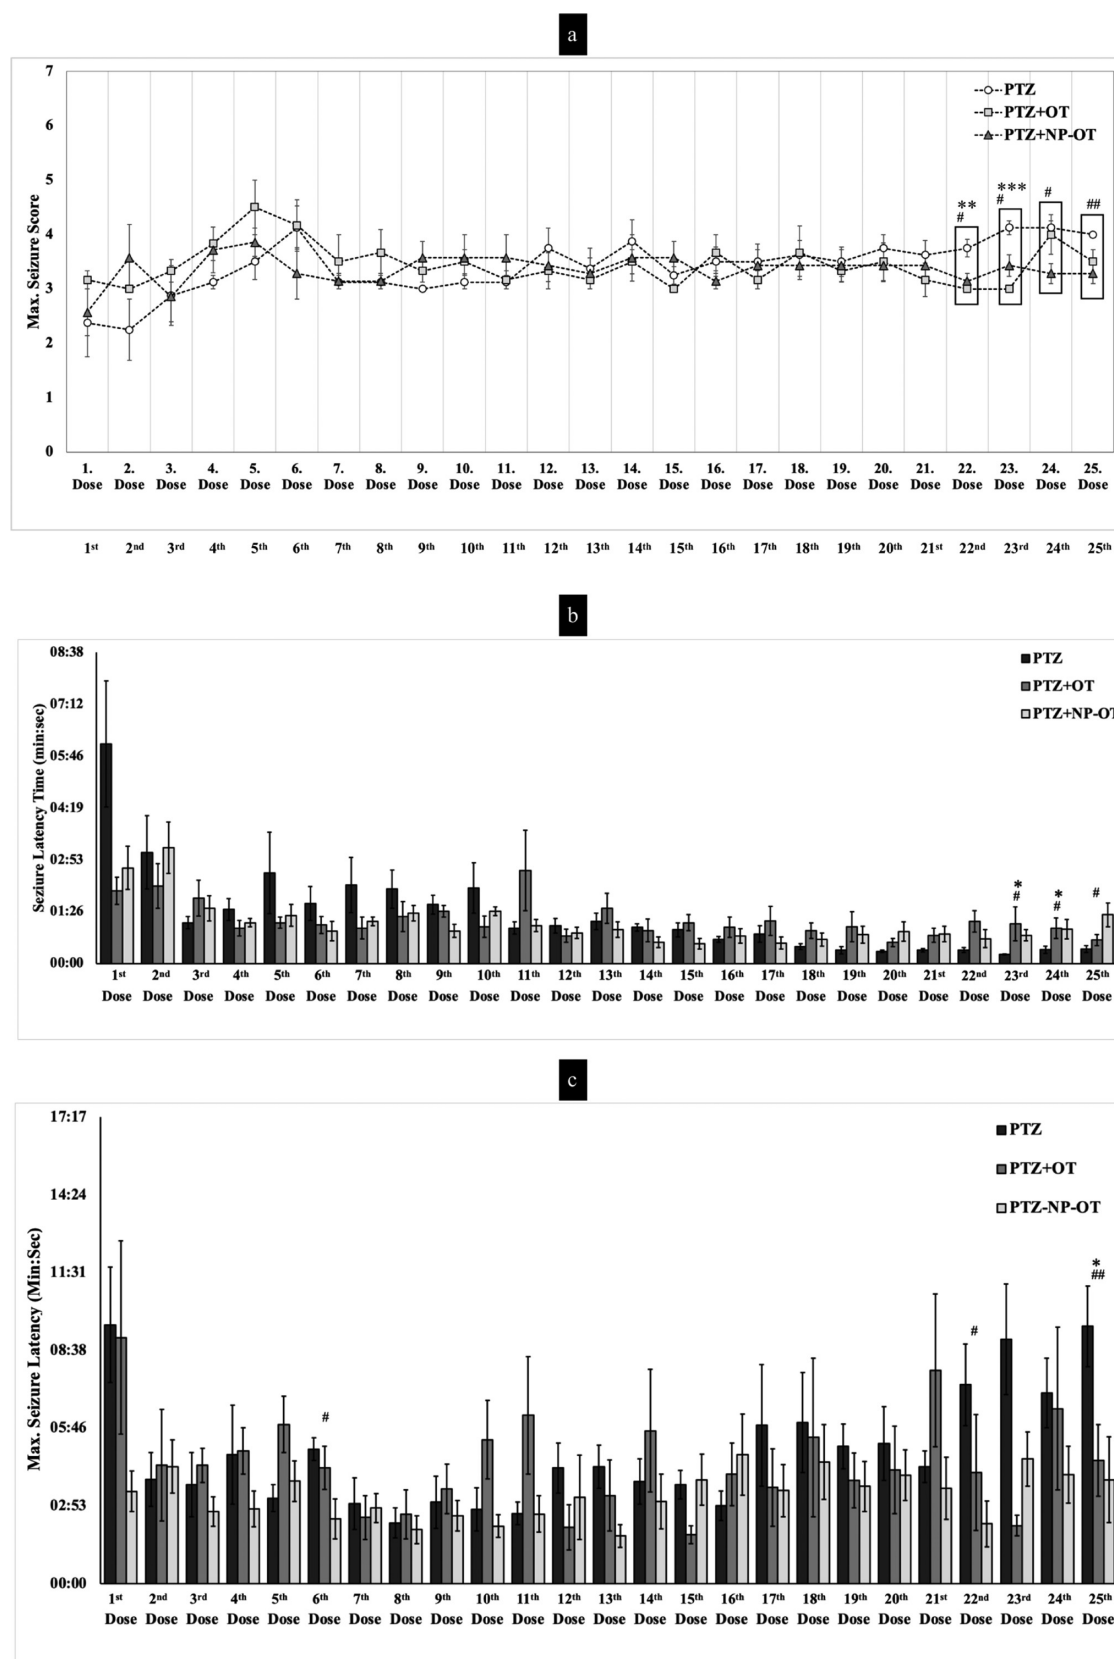 a
7
6
5
4
3
2
1
0
Max. Seizure Score
PTZ
PTZ+OT
PTZ+NP-OT
**
#
***
#
#
##
1. 2. 3. 4. 5. 6. 7. 8. 9. 10. 11. 12. 13. 14. 15. 16. 17. 18. 19. 20. 21. 22. 23. 24. 25.
Dose Dose Dose Dose Dose Dose Dose Dose Dose Dose Dose Dose Dose Dose Dose Dose Dose Dose Dose Dose Dose Dose Dose Dose Dose
1st 2nd 3rd 4th 5th 6th 7th 8th 9th 10th 11th 12th 13th 14th 15th 16th 17th 18th 19th 20th 21st 22nd 23rd 24th 25th
b
08:38
07:12
05:46
04:19
02:53
01:26
00:00
Seziure Latency Time (min:sec)
PTZ
PTZ+OT
PTZ+NP-OT
*
#
*
#
#
1st 2nd 3rd 4th 5th 6th 7th 8th 9th 10th 11th 12th 13th 14th 15th 16th 17th 18th 19th 20th 21st 22nd 23rd 24th 25th
Dose Dose Dose Dose Dose Dose Dose Dose Dose Dose Dose Dose Dose Dose Dose Dose Dose Dose Dose Dose Dose Dose Dose Dose Dose
c
17:17
14:24
11:31
08:38
05:46
02:53
00:00
Max. Seizure Latency (Min:Sec)
PTZ
PTZ+OT
PTZ-NP-OT
#
#
*
##
1st 2nd 3rd 4th 5th 6th 7th 8th 9th 10th 11th 12th 13th 14th 15th 16th 17th 18th 19th 20th 21st 22nd 23rd 24th 25th
Dose Dose Dose Dose Dose Dose Dose Dose Dose Dose Dose Dose Dose Dose Dose Dose Dose Dose Dose Dose Dose Dose Dose Dose Dose